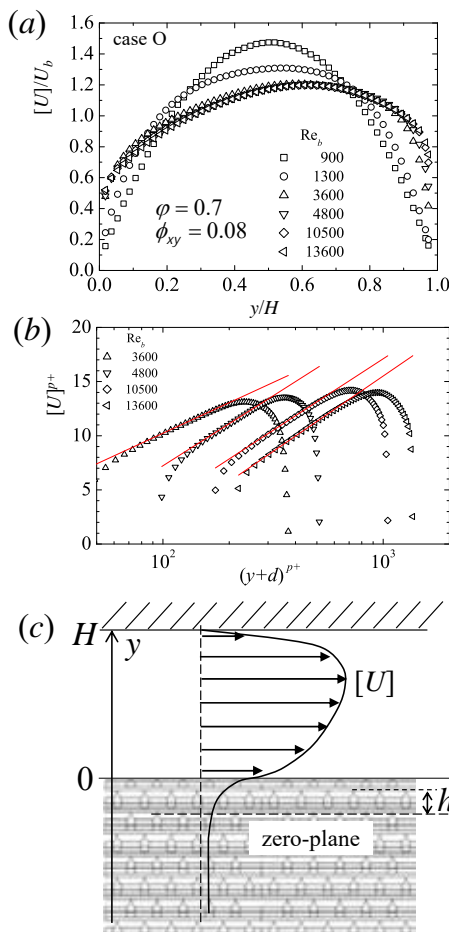 (a)
case O
[U]/U_b
1.6
1.4
1.2
1.0
0.8
0.6
0.4
0.2
0.0
Re_b
900
1300
3600
4800
10500
13600
φ = 0.7
ϕ_xy = 0.08
0.0 0.2 0.4 0.6 0.8 1.0
y/H
(b)
[U]^p+
20
15
10
5
0
Re_b
3600
4800
10500
13600
10^2 10^3
(y+d)^p+
(c)
H
y
[U]
0
h
zero-plane